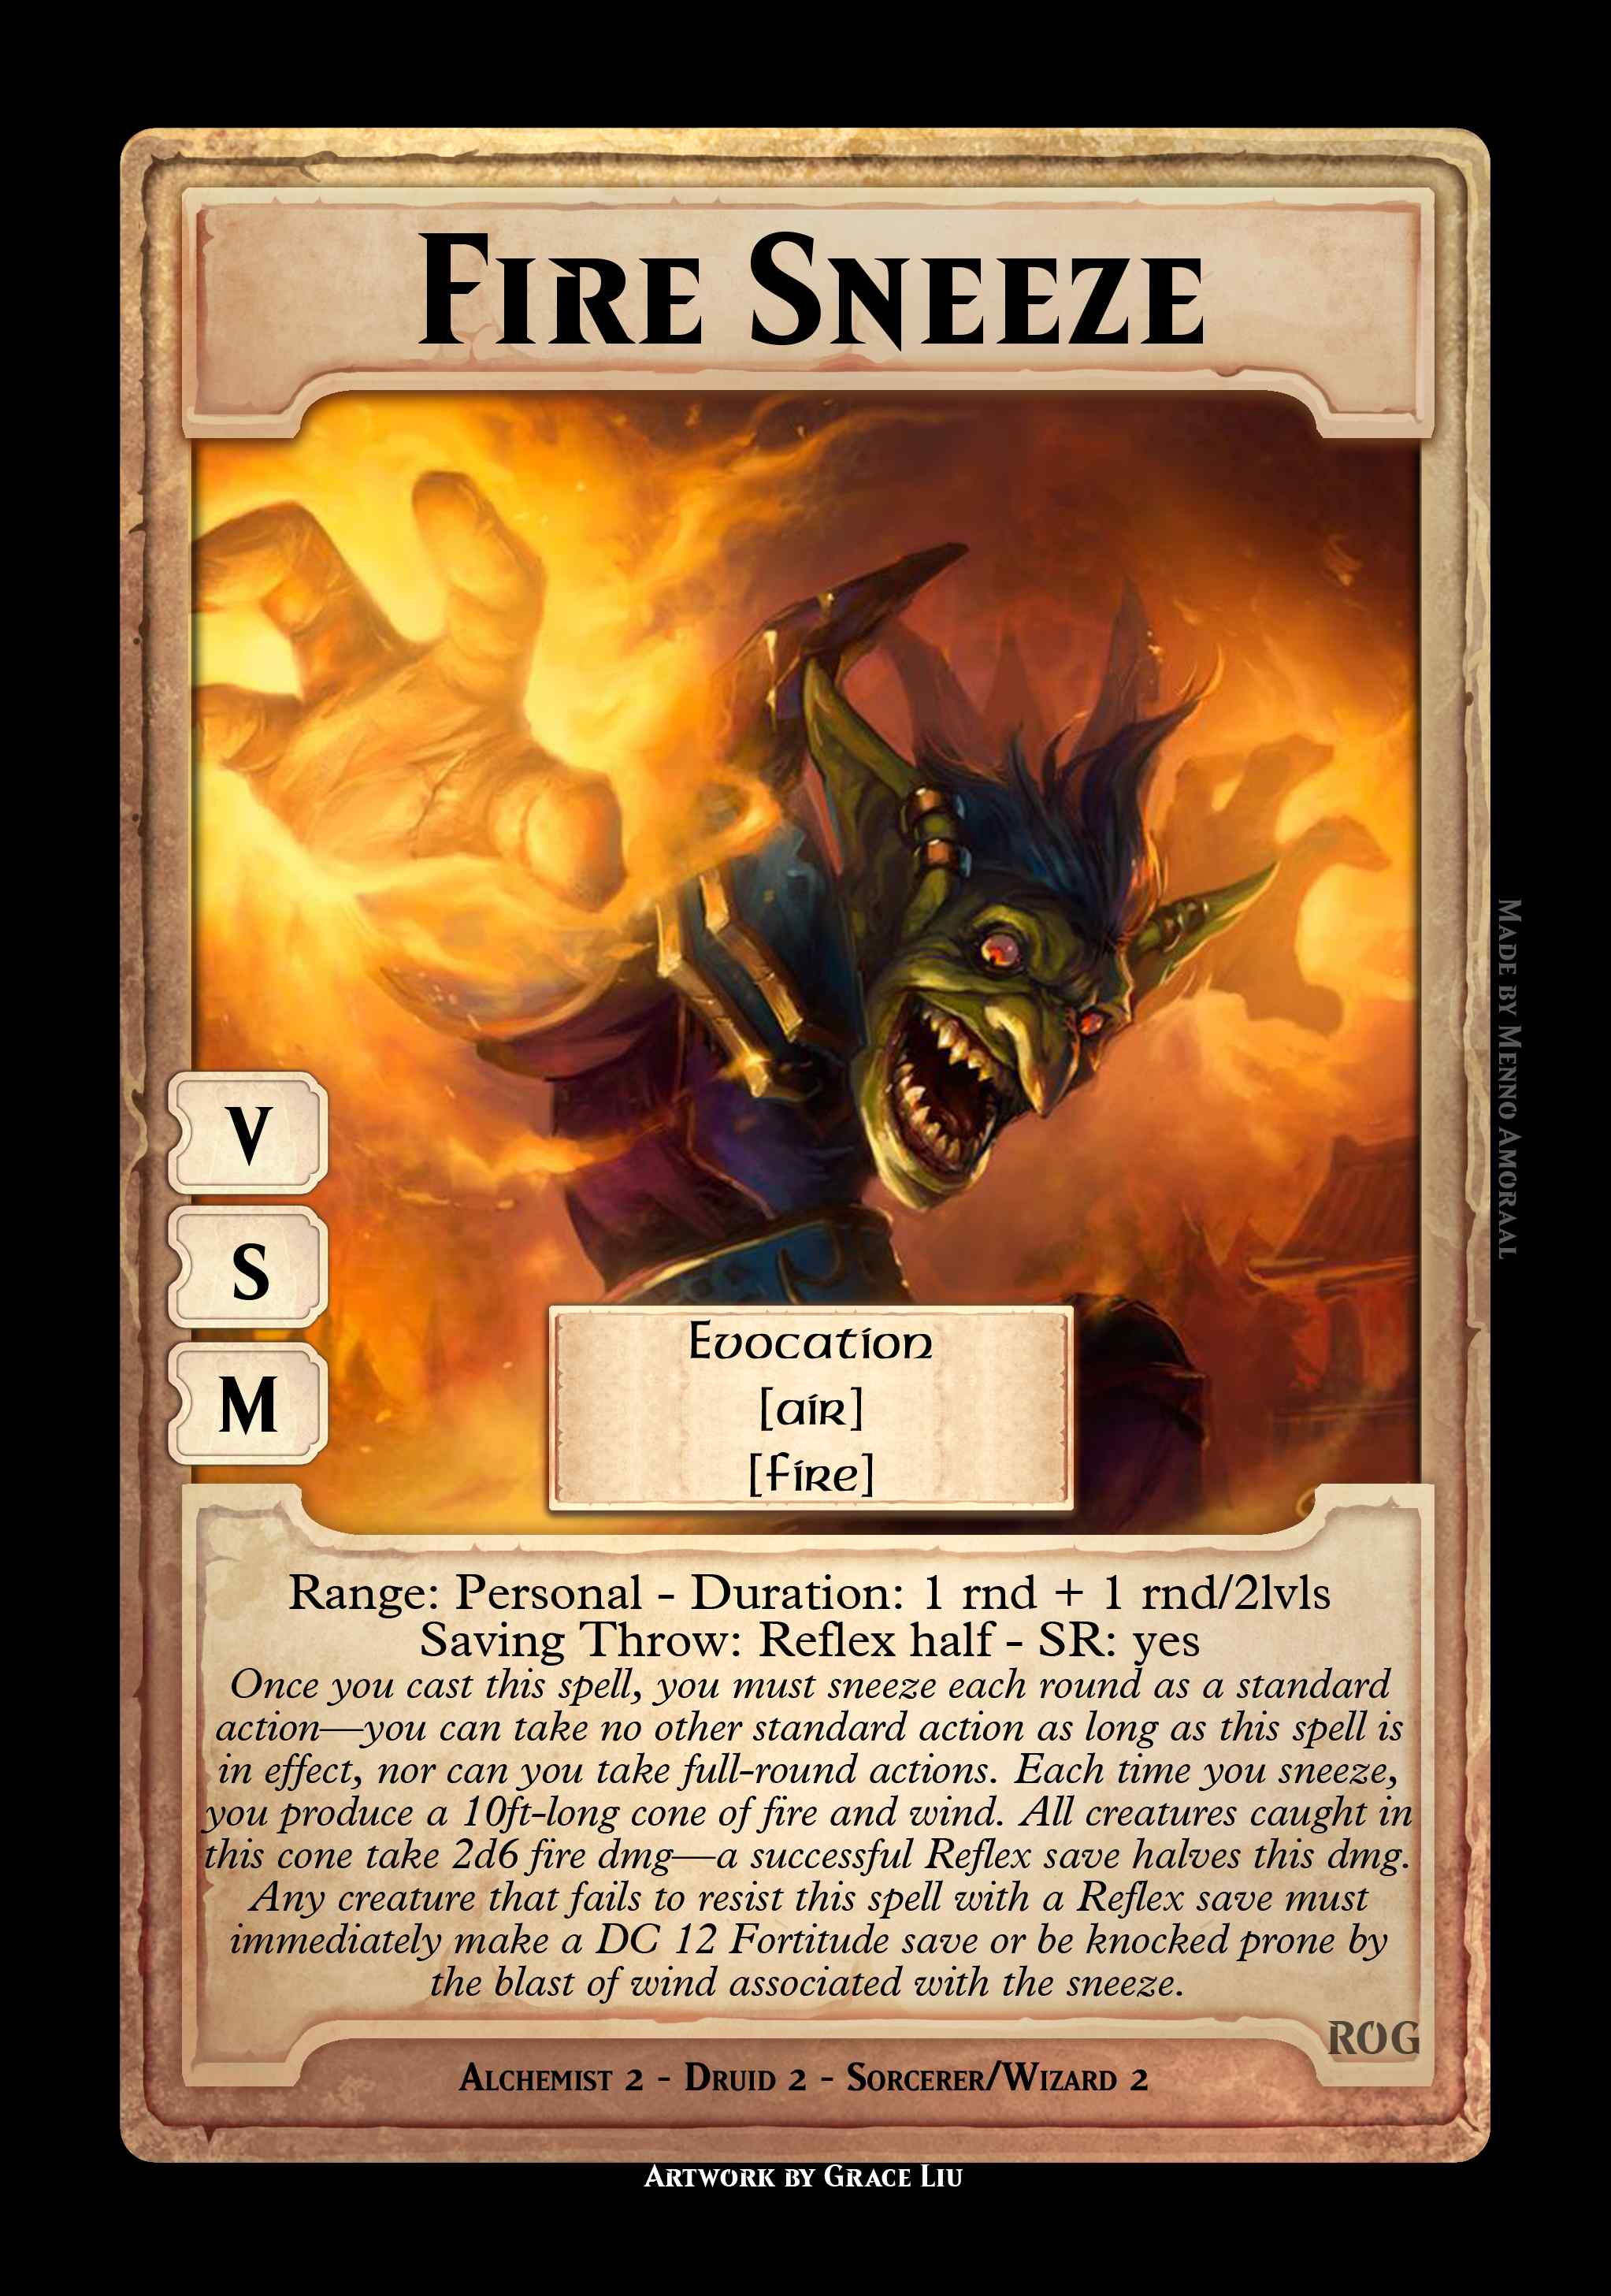 Fire Sneeze
V
S
M
Evocation
[air]
[fire]
Range: Personal - Duration: 1 rnd + 1 rnd/2lvls
Saving Throw: Reflex half - SR: yes
Once you cast this spell, you must sneeze each round as a standard
action—you can take no other standard action as long as this spell is
in effect, nor can you take full-round actions. Each time you sneeze,
you produce a 10ft-long cone of fire and wind. All creatures caught in
this cone take 2d6 fire dmg—a successful Reflex save halves this dmg.
Any creature that fails to resist this spell with a Reflex save must
immediately make a DC 12 Fortitude save or be knocked prone by
the blast of wind associated with the sneeze.
ROG
Alchemist 2 - Druid 2 - Sorcerer/Wizard 2
Artwork by Grace Liu
Made by Menno Amoraal